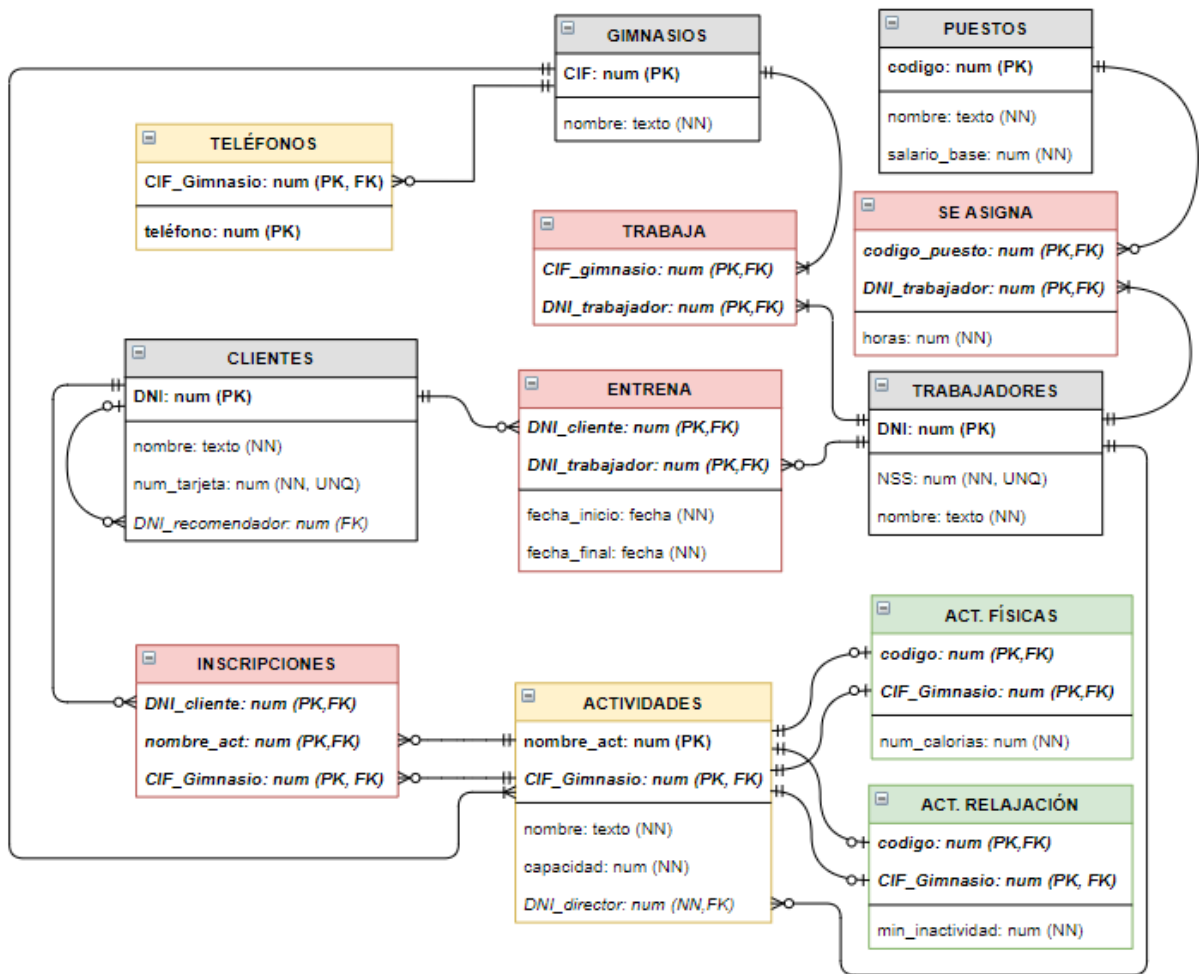 GIMNASIOS
CIF: num (PK)
nombre: texto (NN)
PUESTOS
codigo: num (PK)
nombre: texto (NN)
salario_base: num (NN)
TELÉFONOS
CIF_Gimnasio: num (PK, FK)
teléfono: num (PK)
TRABAJA
CIF_gimnasio: num (PK,FK)
DNI_trabajador: num (PK,FK)
SE ASIGNA
codigo_puesto: num (PK,FK)
DNI_trabajador: num (PK,FK)
horas: num (NN)
CLIENTES
DNI: num (PK)
nombre: texto (NN)
num_tarjeta: num (NN, UNQ)
DNI_recomendador: num (FK)
ENTRENA
DNI_cliente: num (PK,FK)
DNI_trabajador: num (PK,FK)
fecha_inicio: fecha (NN)
fecha_final: fecha (NN)
TRABAJADORES
DNI: num (PK)
NSS: num (NN, UNQ)
nombre: texto (NN)
INSCRIPCIONES
DNI_cliente: num (PK,FK)
nombre_act: num (PK,FK)
CIF_Gimnasio: num (PK, FK)
ACTIVIDADES
nombre_act: num (PK)
CIF_Gimnasio: num (PK, FK)
nombre: texto (NN)
capacidad: num (NN)
DNI_director: num (NN,FK)
ACT. FÍSICAS
codigo: num (PK,FK)
CIF_Gimnasio: num (PK,FK)
num_calorias: num (NN)
ACT. RELAJACIÓN
codigo: num (PK,FK)
CIF_Gimnasio: num (PK, FK)
min_inactividad: num (NN)